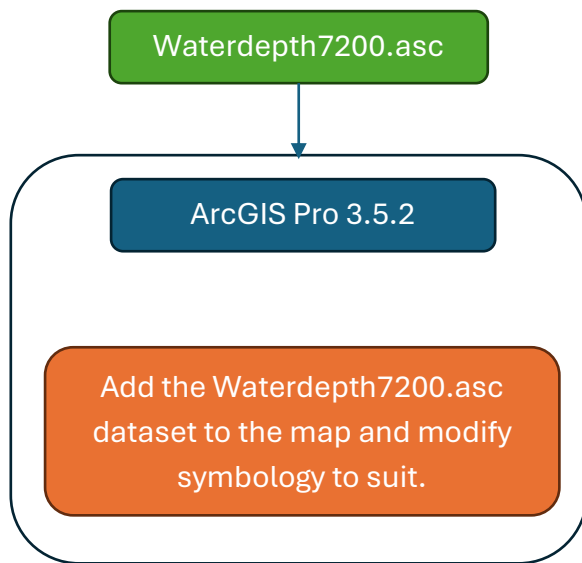 Waterdepth7200.asc
ArcGIS Pro 3.5.2
Add the Waterdepth7200.asc
dataset to the map and modify
symbology to suit.